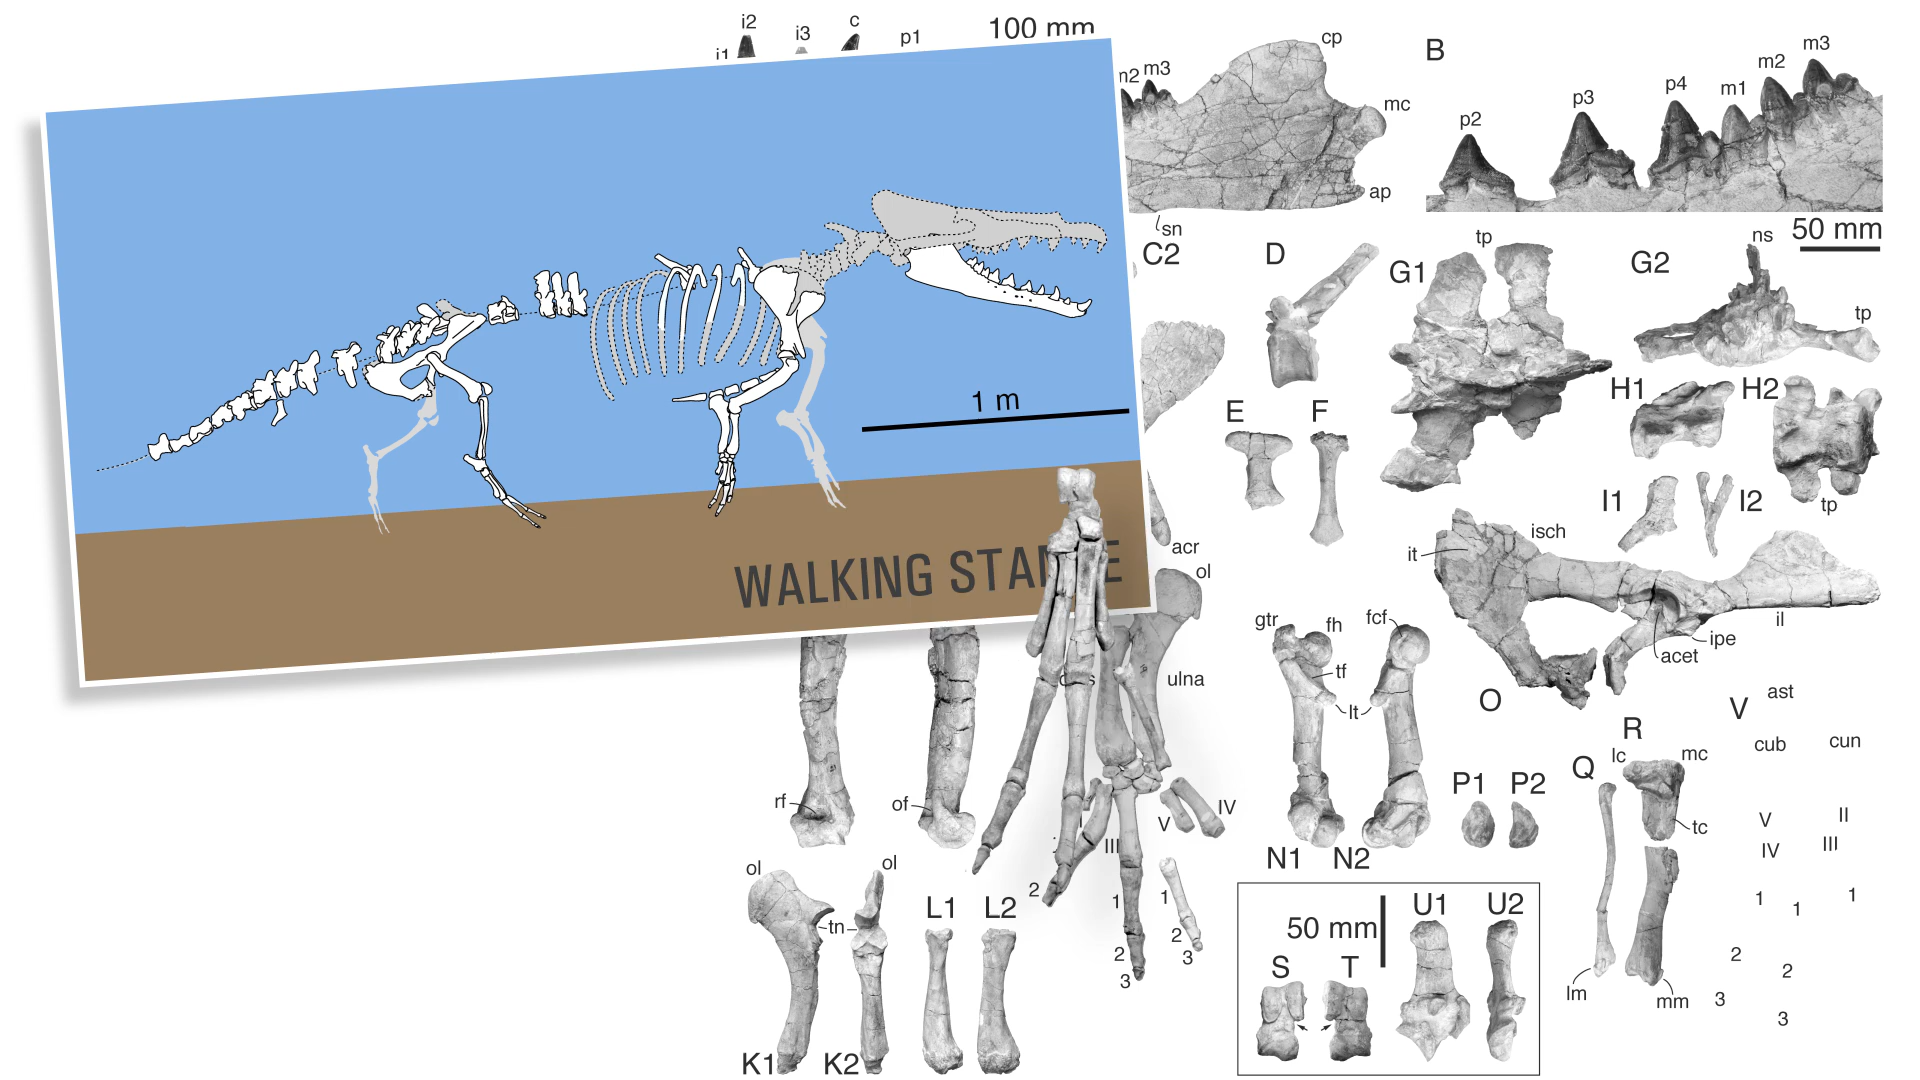 i2
i3
c
p1
100 mm
i1
cp
m3
mc
ap
sn
B
p2
p3
p4
m1
m2
m3
50 mm
C2
D
G1
tp
G2
ns
tp
E
F
H1
H2
tp
I1
I2
1 m
WALKING STA
E
acr
ol
ulna
it
isch
il
ipe
acet
O
gtr
fh
fcf
tf
lt
N1
N2
P1
P2
Q
R
lc
mc
tc
lm
mm
V
ast
cub
cun
V
II
IV
III
1
1
1
2
2
3
3
rf
of
V
IV
III
2
1
1
2
2
3
3
ol
ol
tn
L1
L2
K1
K2
50 mm
S
T
U1
U2